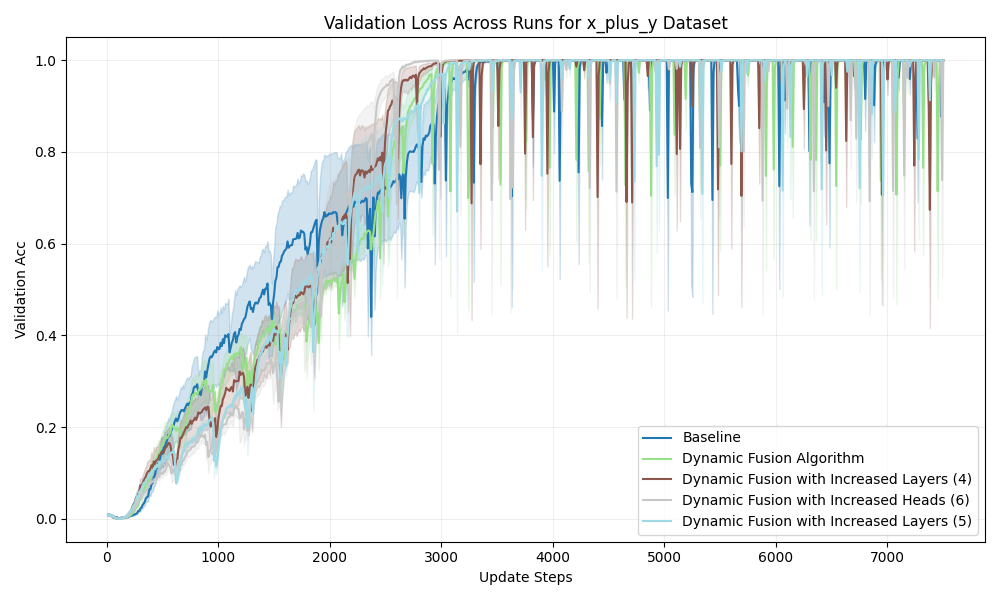 Validation Loss Across Runs for x_plus_y Dataset
Validation Acc
1.0
0.8
0.6
0.4
0.2
0.0
Baseline
Dynamic Fusion Algorithm
Dynamic Fusion with Increased Layers (4)
Dynamic Fusion with Increased Heads (6)
Dynamic Fusion with Increased Layers (5)
0 1000 2000 3000 4000 5000 6000 7000
Update Steps